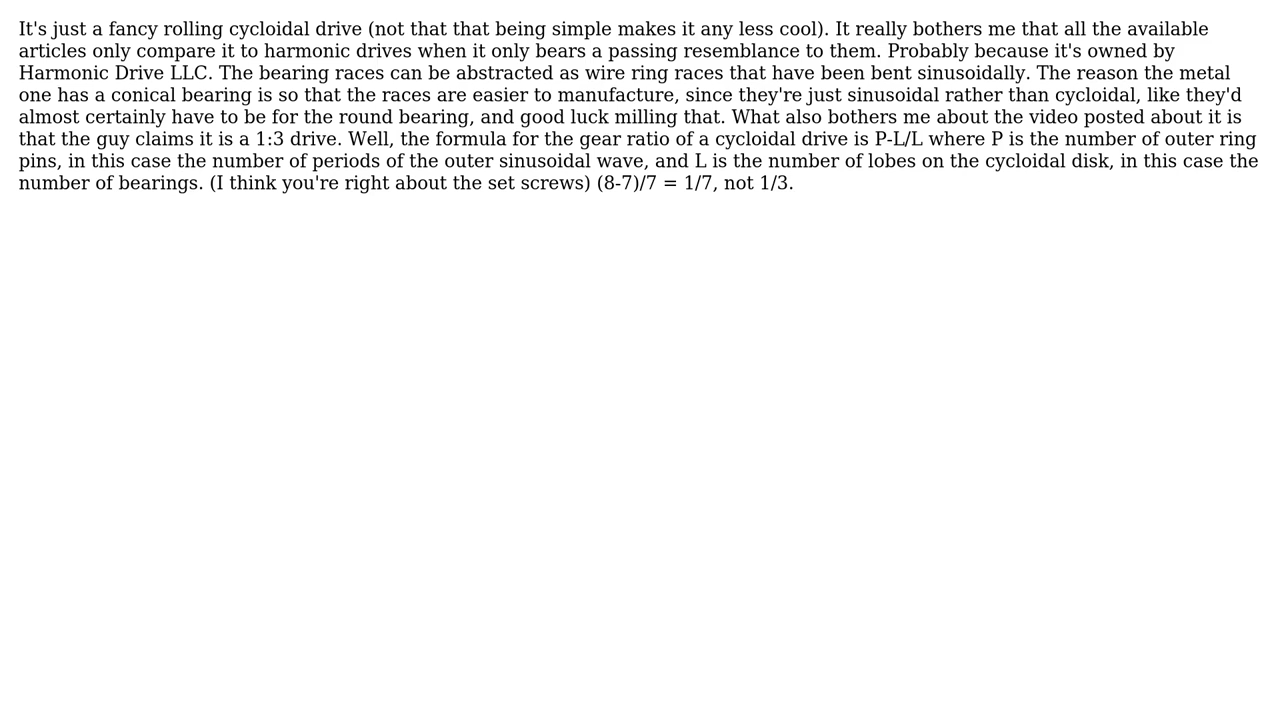 It's just a fancy rolling cycloidal drive (not that that being simple makes it any less cool). It really bothers me that all the available
articles only compare it to harmonic drives when it only bears a passing resemblance to them. Probably because it's owned by
Harmonic Drive LLC. The bearing races can be abstracted as wire ring races that have been bent sinusoidally. The reason the metal
one has a conical bearing is so that the races are easier to manufacture, since they're just sinusoidal rather than cycloidal, like they'd
almost certainly have to be for the round bearing, and good luck milling that. What also bothers me about the video posted about it is
that the guy claims it is a 1:3 drive. Well, the formula for the gear ratio of a cycloidal drive is P-L/L where P is the number of outer ring
pins, in this case the number of periods of the outer sinusoidal wave, and L is the number of lobes on the cycloidal disk, in this case the
number of bearings. (I think you're right about the set screws) (8-7)/7 = 1/7, not 1/3.